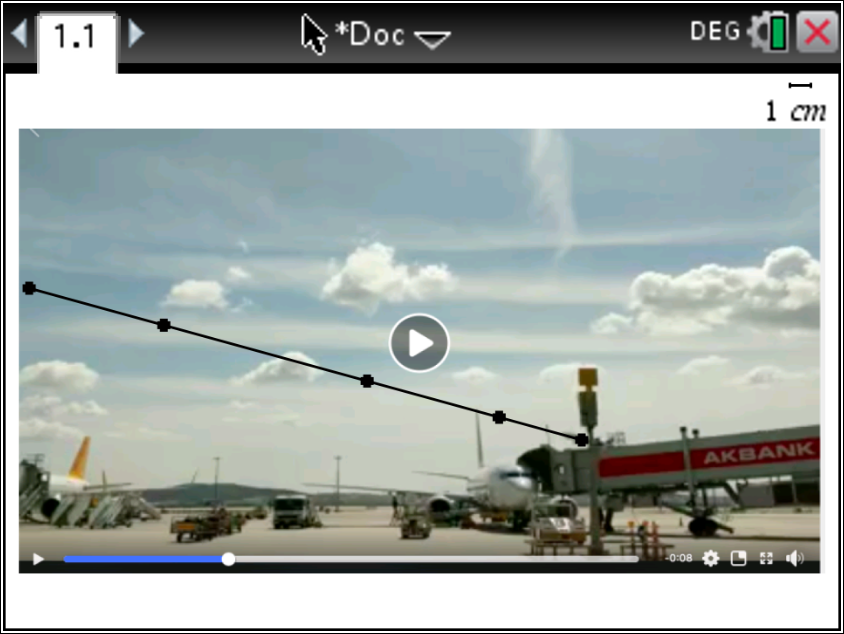 1.1
*Doc
DEG
1 cm
AKBANK
-0:08